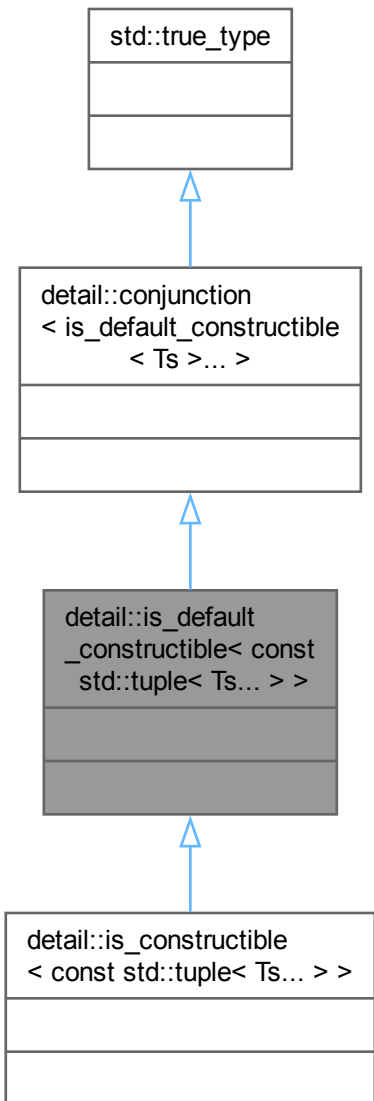 std::true_type
detail::conjunction
< is_default_constructible
< Ts >... >
detail::is_default
_constructible< const
std::tuple< Ts... > >
detail::is_constructible
< const std::tuple< Ts... > >